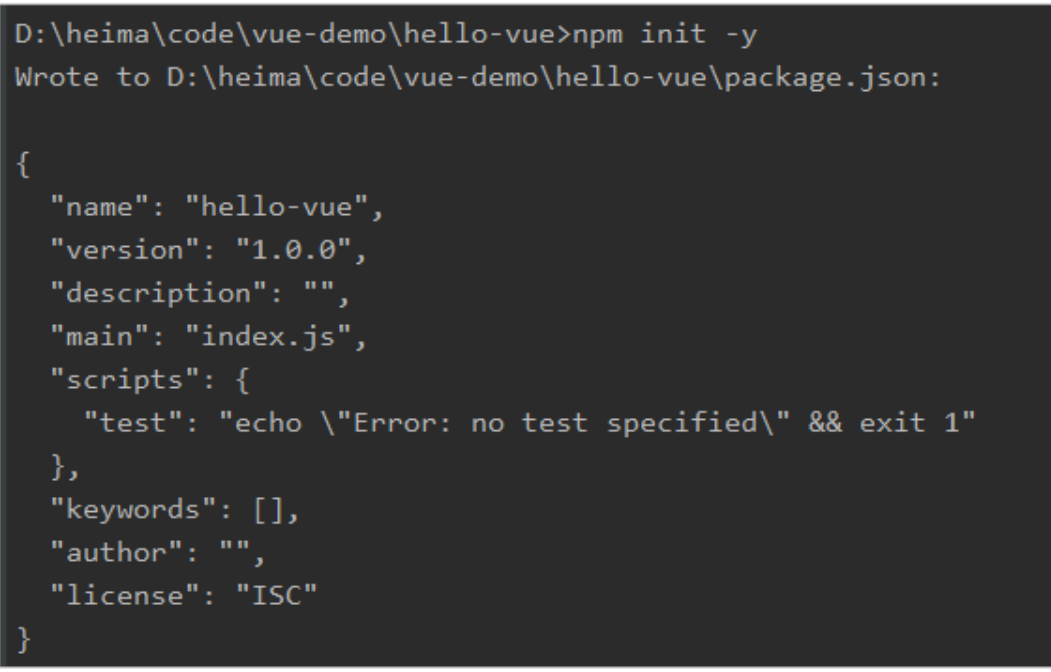 D:\heima\code\vue-demo\hello-vue>npm init -y
Wrote to D:\heima\code\vue-demo\hello-vue\package.json:

{
  "name": "hello-vue",
  "version": "1.0.0",
  "description": "",
  "main": "index.js",
  "scripts": {
    "test": "echo \"Error: no test specified\" && exit 1"
  },
  "keywords": [],
  "author": "",
  "license": "ISC"
}